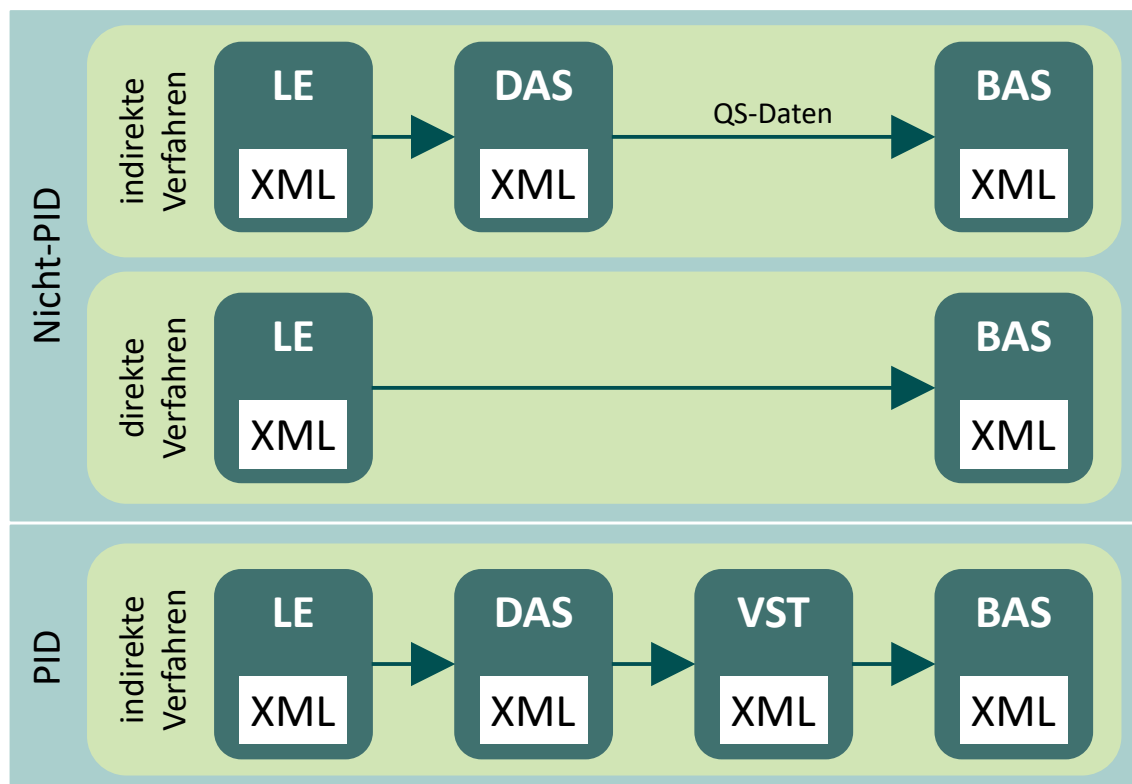 Nicht-PID
indirekte
Verfahren
LE
XML
DAS
XML
QS-Daten
BAS
XML
direkte
Verfahren
LE
XML
BAS
XML
PID
indirekte
Verfahren
LE
XML
DAS
XML
VST
XML
BAS
XML